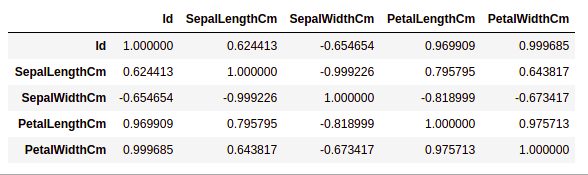 Id SepalLengthCm SepalWidthCm PetalLengthCm PetalWidthCm
Id 1.000000 0.624413 -0.654654 0.969909 0.999685
SepalLengthCm 0.624413 1.000000 -0.999226 0.795795 0.643817
SepalWidthCm -0.654654 -0.999226 1.000000 -0.818999 -0.673417
PetalLengthCm 0.969909 0.795795 -0.818999 1.000000 0.975713
PetalWidthCm 0.999685 0.643817 -0.673417 0.975713 1.000000